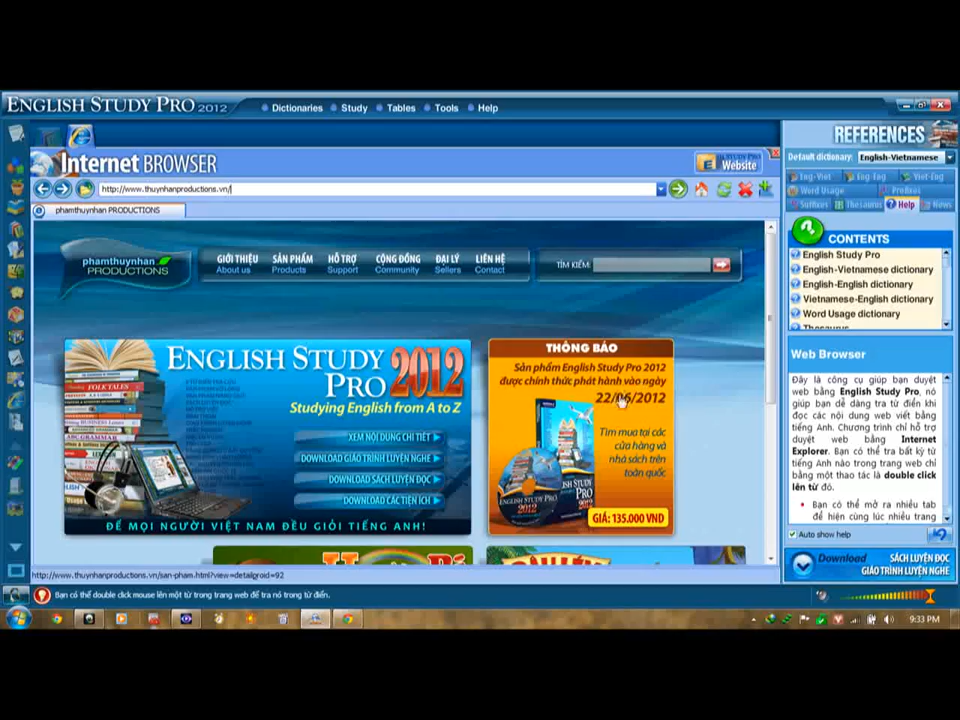 ENGLISH STUDY PRO 2012
Dictionaries
Study
Tables
Tools
Help
Internet BROWSER
Website
http://www.thuynhanproductions.vn/
phamthuynhan PRODUCTIONS
phamthuynhan
PRODUCTIONS
GIỚI THIỆU
About us
SẢN PHẨM
Products
HỖ TRỢ
Support
CỘNG ĐỒNG
Community
ĐẠI LÝ
Sellers
LIÊN HỆ
Contact
TÌM KIẾM:
ENGLISH STUDY
PRO 2012
Studying English from A to Z
XEM NỘI DUNG CHI TIẾT
DOWNLOAD GIÁO TRÌNH LUYỆN NGHE
DOWNLOAD SÁCH LUYỆN ĐỌC
DOWNLOAD CÁC TIỆN ÍCH
ĐỂ MỌI NGƯỜI VIỆT NAM ĐỀU GIỎI TIẾNG ANH!
FOLKTALES
THÔNG BÁO
Sản phẩm English Study Pro 2012
được chính thức phát hành vào ngày
22/06/2012
Tìm mua tại các
cửa hàng và
nhà sách trên
toàn quốc
GIÁ: 135.000 VND
http://www.thuynhanproductions.vn/san-pham.html?view=detailgroid=92
Bạn có thể double click mouse lên một từ trong trang web để tra nó trong từ điển.
REFERENCES
Default dictionary: English-Vietnamese
Eng-Viet
Eng-Eng
Viet-Eng
Word Usage
Prefixes
Suffixes
Thesaurus
Help
News
CONTENTS
English Study Pro
English-Vietnamese dictionary
English-English dictionary
Vietnamese-English dictionary
Word Usage dictionary
Thesaurus
Web Browser
Đây là công cụ giúp bạn duyệt
web bằng English Study Pro, nó
giúp bạn dễ dàng tra từ điển khi
đọc các nội dung web viết bằng
tiếng Anh. Chương trình chỉ hỗ trợ
duyệt web bằng Internet
Explorer. Bạn có thể tra bất kỳ từ
tiếng Anh nào trong trang web chỉ
bằng một thao tác là double click
lên từ đó.
Bạn có thể mở ra nhiều tab
để hiện cùng lúc nhiều trang
Auto show help
Download
SÁCH LUYỆN ĐỌC
GIÁO TRÌNH LUYỆN NGHE
9:33 PM